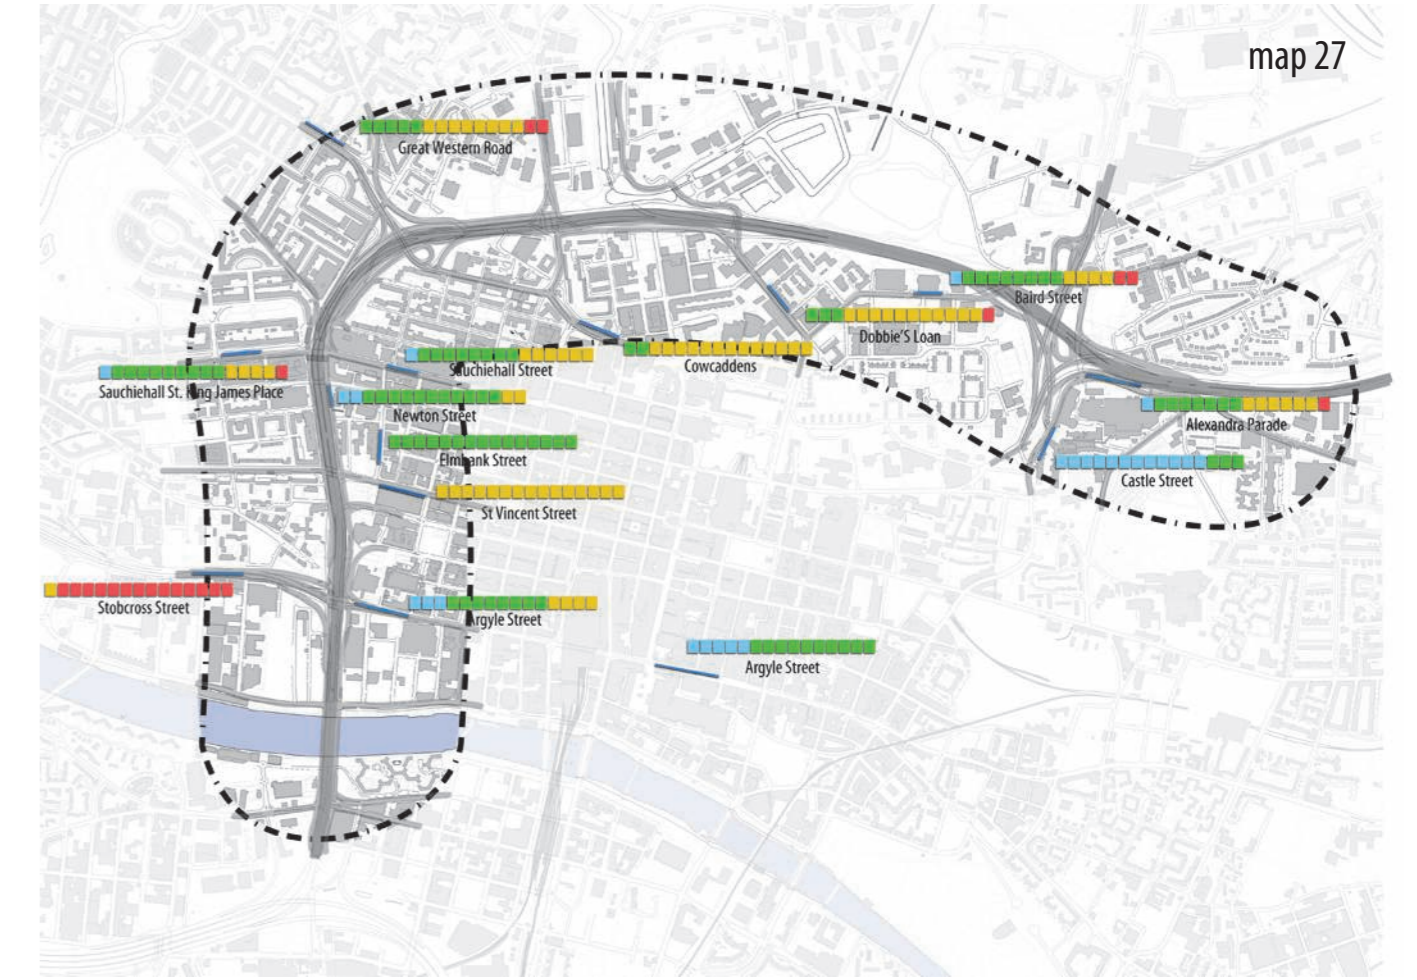 map 27
Great Western Road
Baird Street
Dobbie'S Loan
Cowcaddens
Sauchiehall Street
Sauchiehall St. King James Place
Newton Street
Alexandra Parade
Elmbank Street
Castle Street
St Vincent Street
Stobcross Street
Argyle Street
Argyle Street